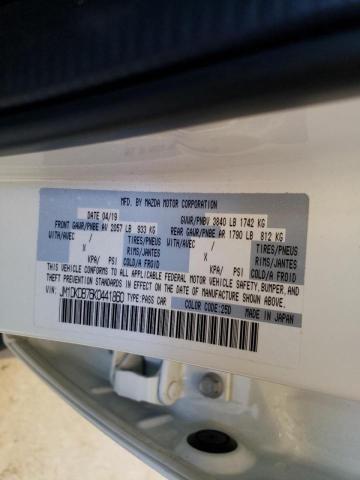 MFD. BY MAZDA MOTOR CORPORATION
DATE 04/19 GVWR/PNBV 3840 LB 1742 KG
FRONT GAWR/PNBE AV 2057 LB 933 KG REAR GAWR/PNBE AR 1790 LB 812 KG
WITH/AVEC / TIRES/PNEUS WITH/AVEC / TIRES/PNEUS
X RIMS/JANTES X RIMS/JANTES
KPA/ PSI/ COLD/A FROID KPA/ PSI/ COLD/A FROID
THIS VEHICLE CONFORMS TO ALL APPLICABLE FEDERAL MOTOR VEHICLE SAFETY, BUMPER, AND
THEFT PREVENTION STANDARDS IN EFFECT ON THE DATE OF MANUFACTURE SHOWN ABOVE.
VIN: JM1DKDB75K0441860 TYPE:PASS CAR COLOR CODE:25D MADE IN JAPAN